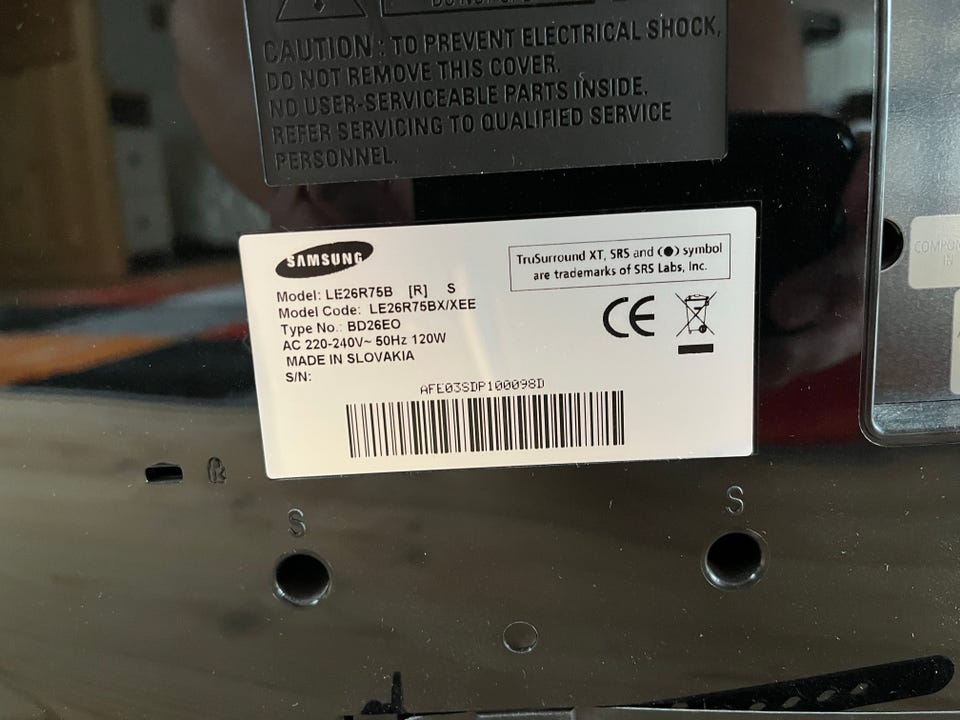 CAUTION : TO PREVENT ELECTRICAL SHOCK,
DO NOT REMOVE THIS COVER.
NO USER-SERVICEABLE PARTS INSIDE.
REFER SERVICING TO QUALIFIED SERVICE
PERSONNEL.
SAMSUNG
TruSurround XT, SRS and (●) symbol
are trademarks of SRS Labs, Inc.
Model: LE26R75B [R] S
Model Code: LE26R75BX/XEE
Type No.: BD26EO
AC 220-240V~ 50Hz 120W
MADE IN SLOVAKIA
S/N:
AFE03SDP100098D
CE
S
S
IN